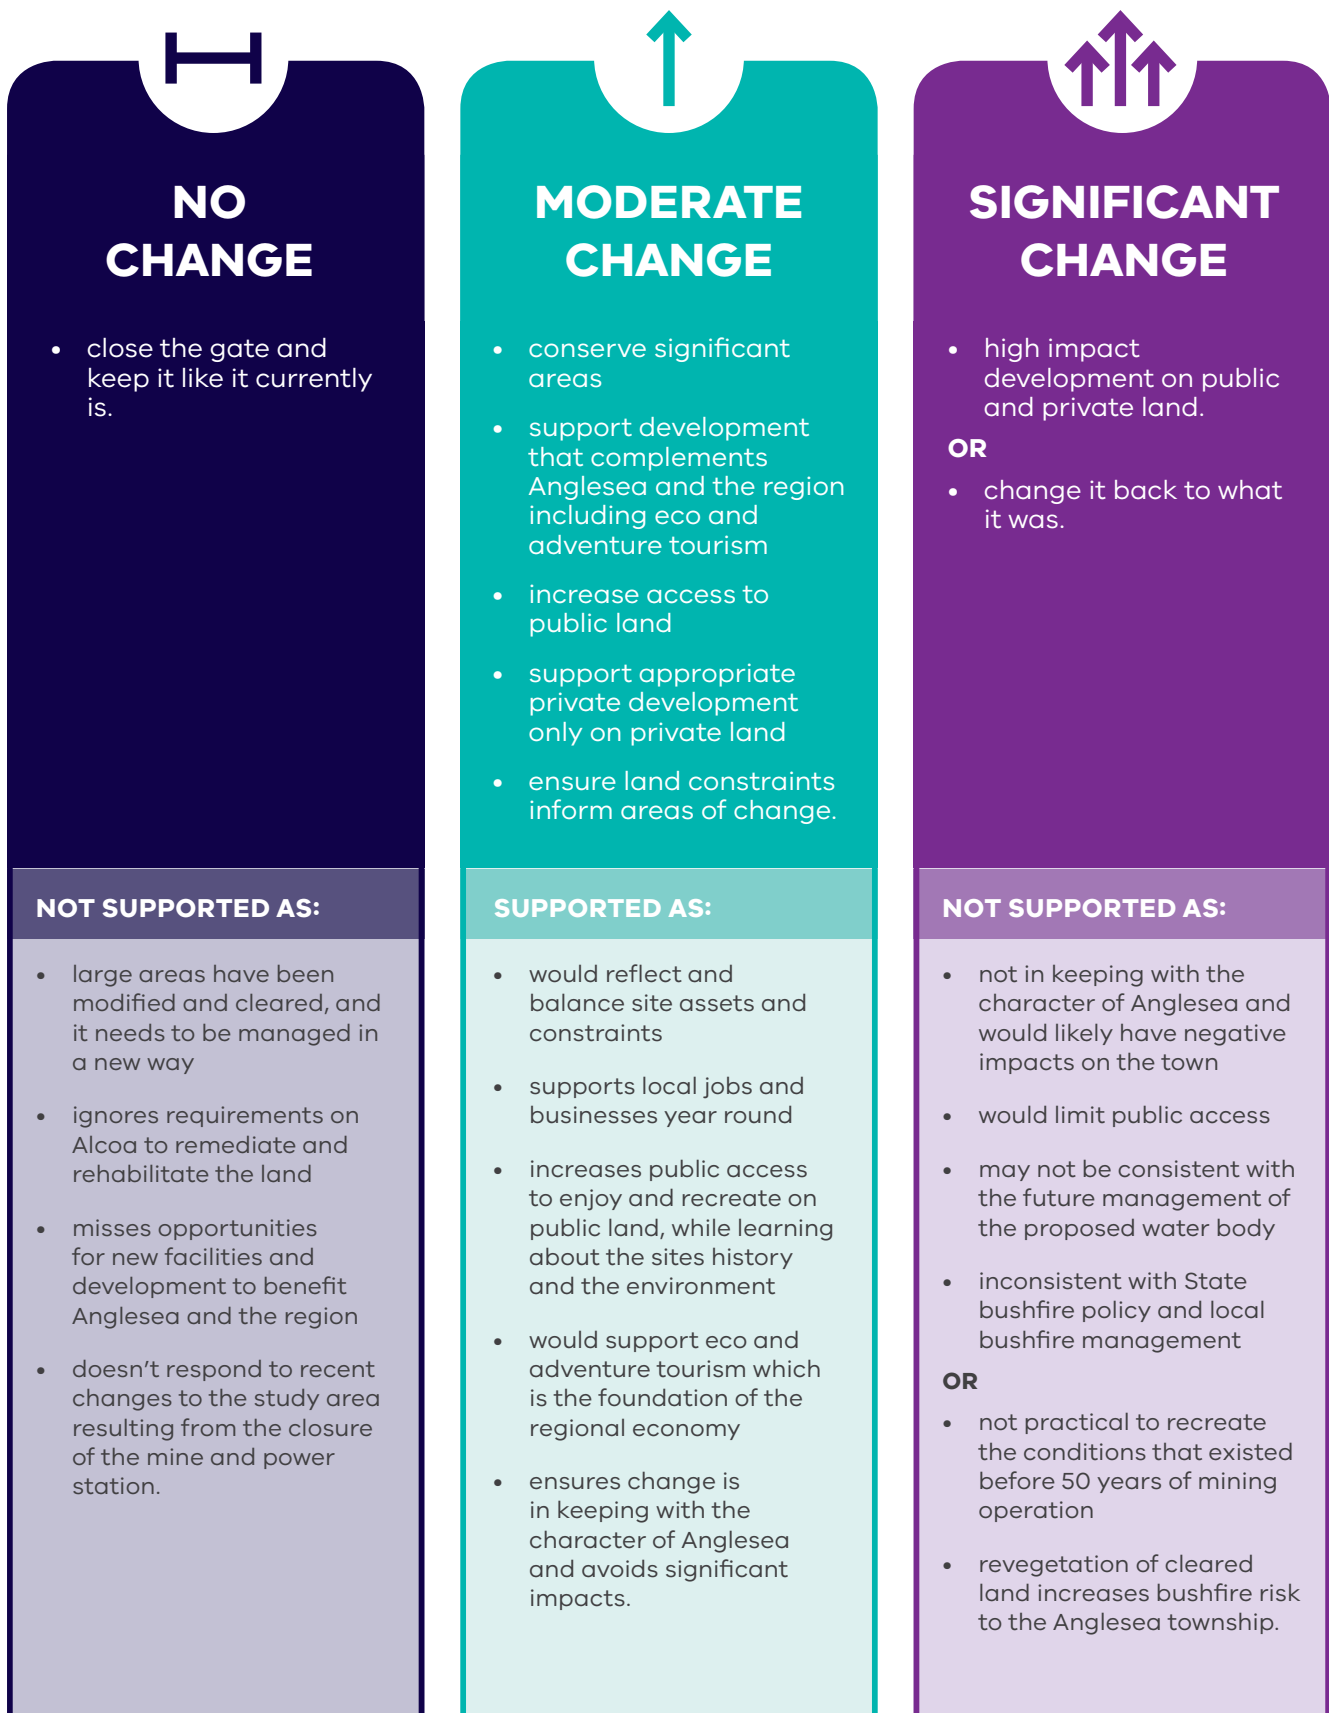 NO
CHANGE
• close the gate and
keep it like it currently
is.
NOT SUPPORTED AS:
• large areas have been
modified and cleared, and
it needs to be managed in
a new way
• ignores requirements on
Alcoa to remediate and
rehabilitate the land
• misses opportunities
for new facilities and
development to benefit
Anglesea and the region
• doesn't respond to recent
changes to the study area
resulting from the closure
of the mine and power
station.
MODERATE
CHANGE
• conserve significant
areas
• support development
that complements
Anglesea and the region
including eco and
adventure tourism
• increase access to
public land
• support appropriate
private development
only on private land
• ensure land constraints
inform areas of change.
SUPPORTED AS:
• would reflect and
balance site assets and
constraints
• supports local jobs and
businesses year round
• increases public access
to enjoy and recreate on
public land, while learning
about the sites history
and the environment
• would support eco and
adventure tourism which
is the foundation of the
regional economy
• ensures change is
in keeping with the
character of Anglesea
and avoids significant
impacts.
SIGNIFICANT
CHANGE
• high impact
development on public
and private land.
OR
• change it back to what
it was.
NOT SUPPORTED AS:
• not in keeping with the
character of Anglesea and
would likely have negative
impacts on the town
• would limit public access
• may not be consistent with
the future management of
the proposed water body
• inconsistent with State
bushfire policy and local
bushfire management
OR
• not practical to recreate
the conditions that existed
before 50 years of mining
operation
• revegetation of cleared
land increases bushfire risk
to the Anglesea township.